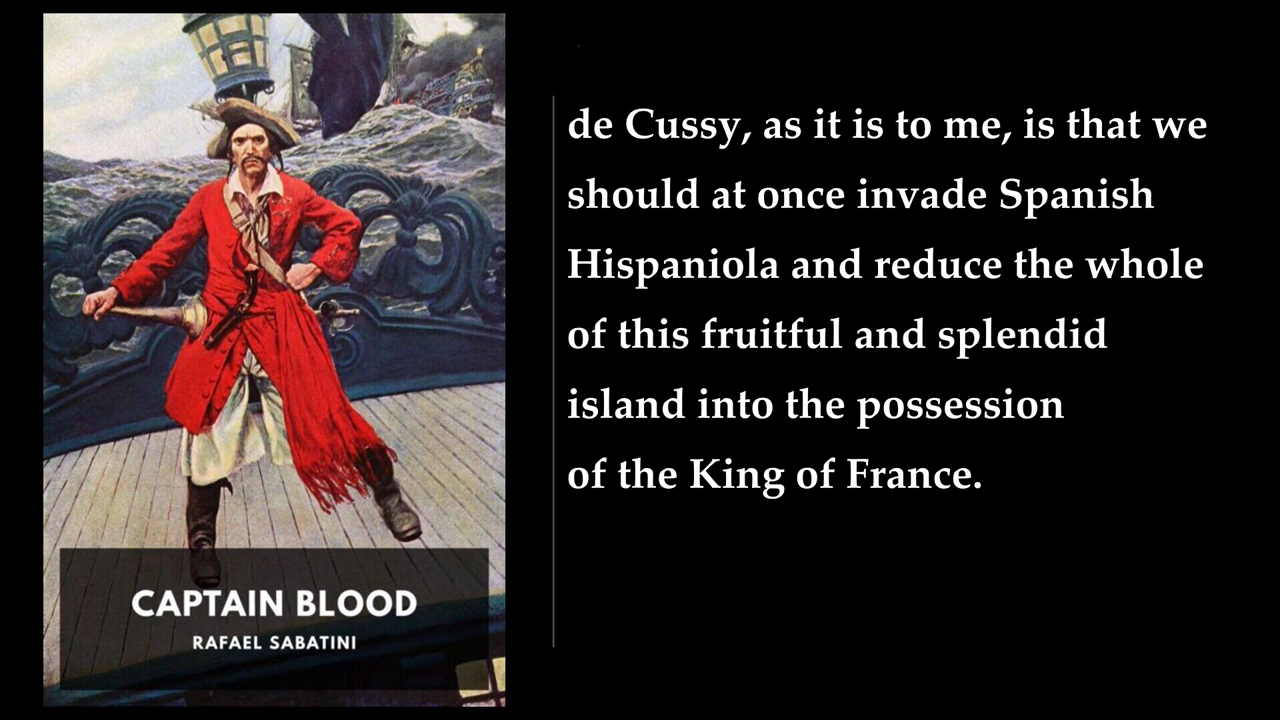 de Cussy, as it is to me, is that we
should at once invade Spanish
Hispaniola and reduce the whole
of this fruitful and splendid
island into the possession
of the King of France.
CAPTAIN BLOOD
RAFAEL SABATINI